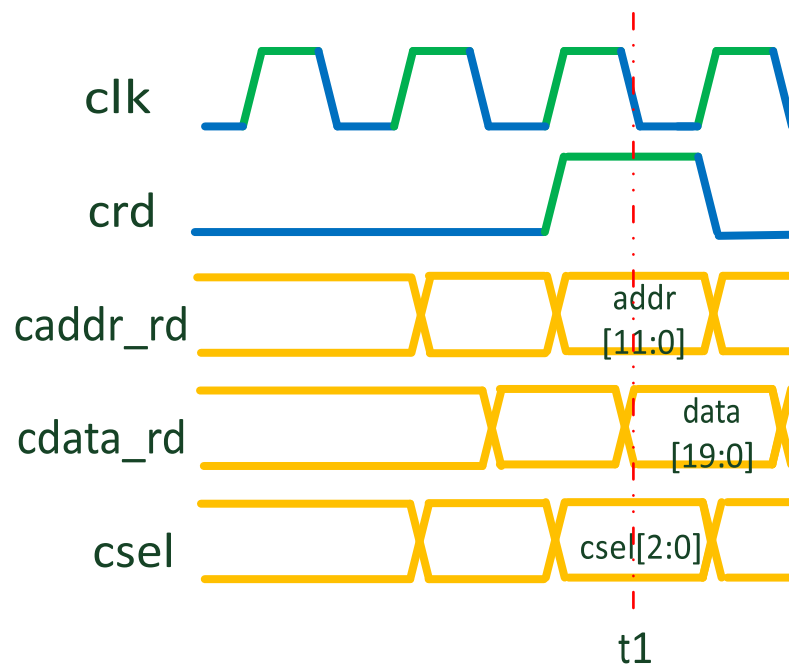 clk
crd
caddr_rd
addr
[11:0]
cdata_rd
data
[19:0]
csel
csel[2:0]
t1